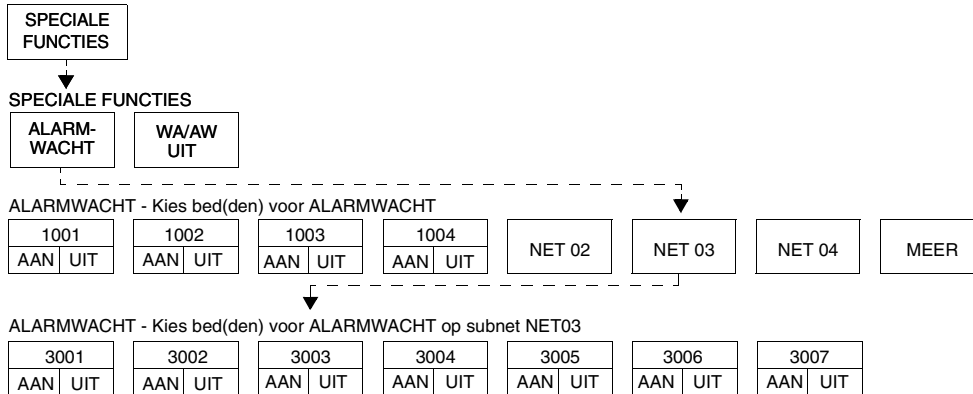 SPECIALE
FUNCTIES
SPECIALE FUNCTIES
ALARM-
WACHT
WA/AW
UIT
ALARMWACHT - Kies bed(den) voor ALARMWACHT
1001 1002 1003 1004 NET 02 NET 03 NET 04 MEER
AAN UIT AAN UIT AAN UIT AAN UIT
ALARMWACHT - Kies bed(den) voor ALARMWACHT op subnet NET03
3001 3002 3003 3004 3005 3006 3007
AAN UIT AAN UIT AAN UIT AAN UIT AAN UIT AAN UIT AAN UIT